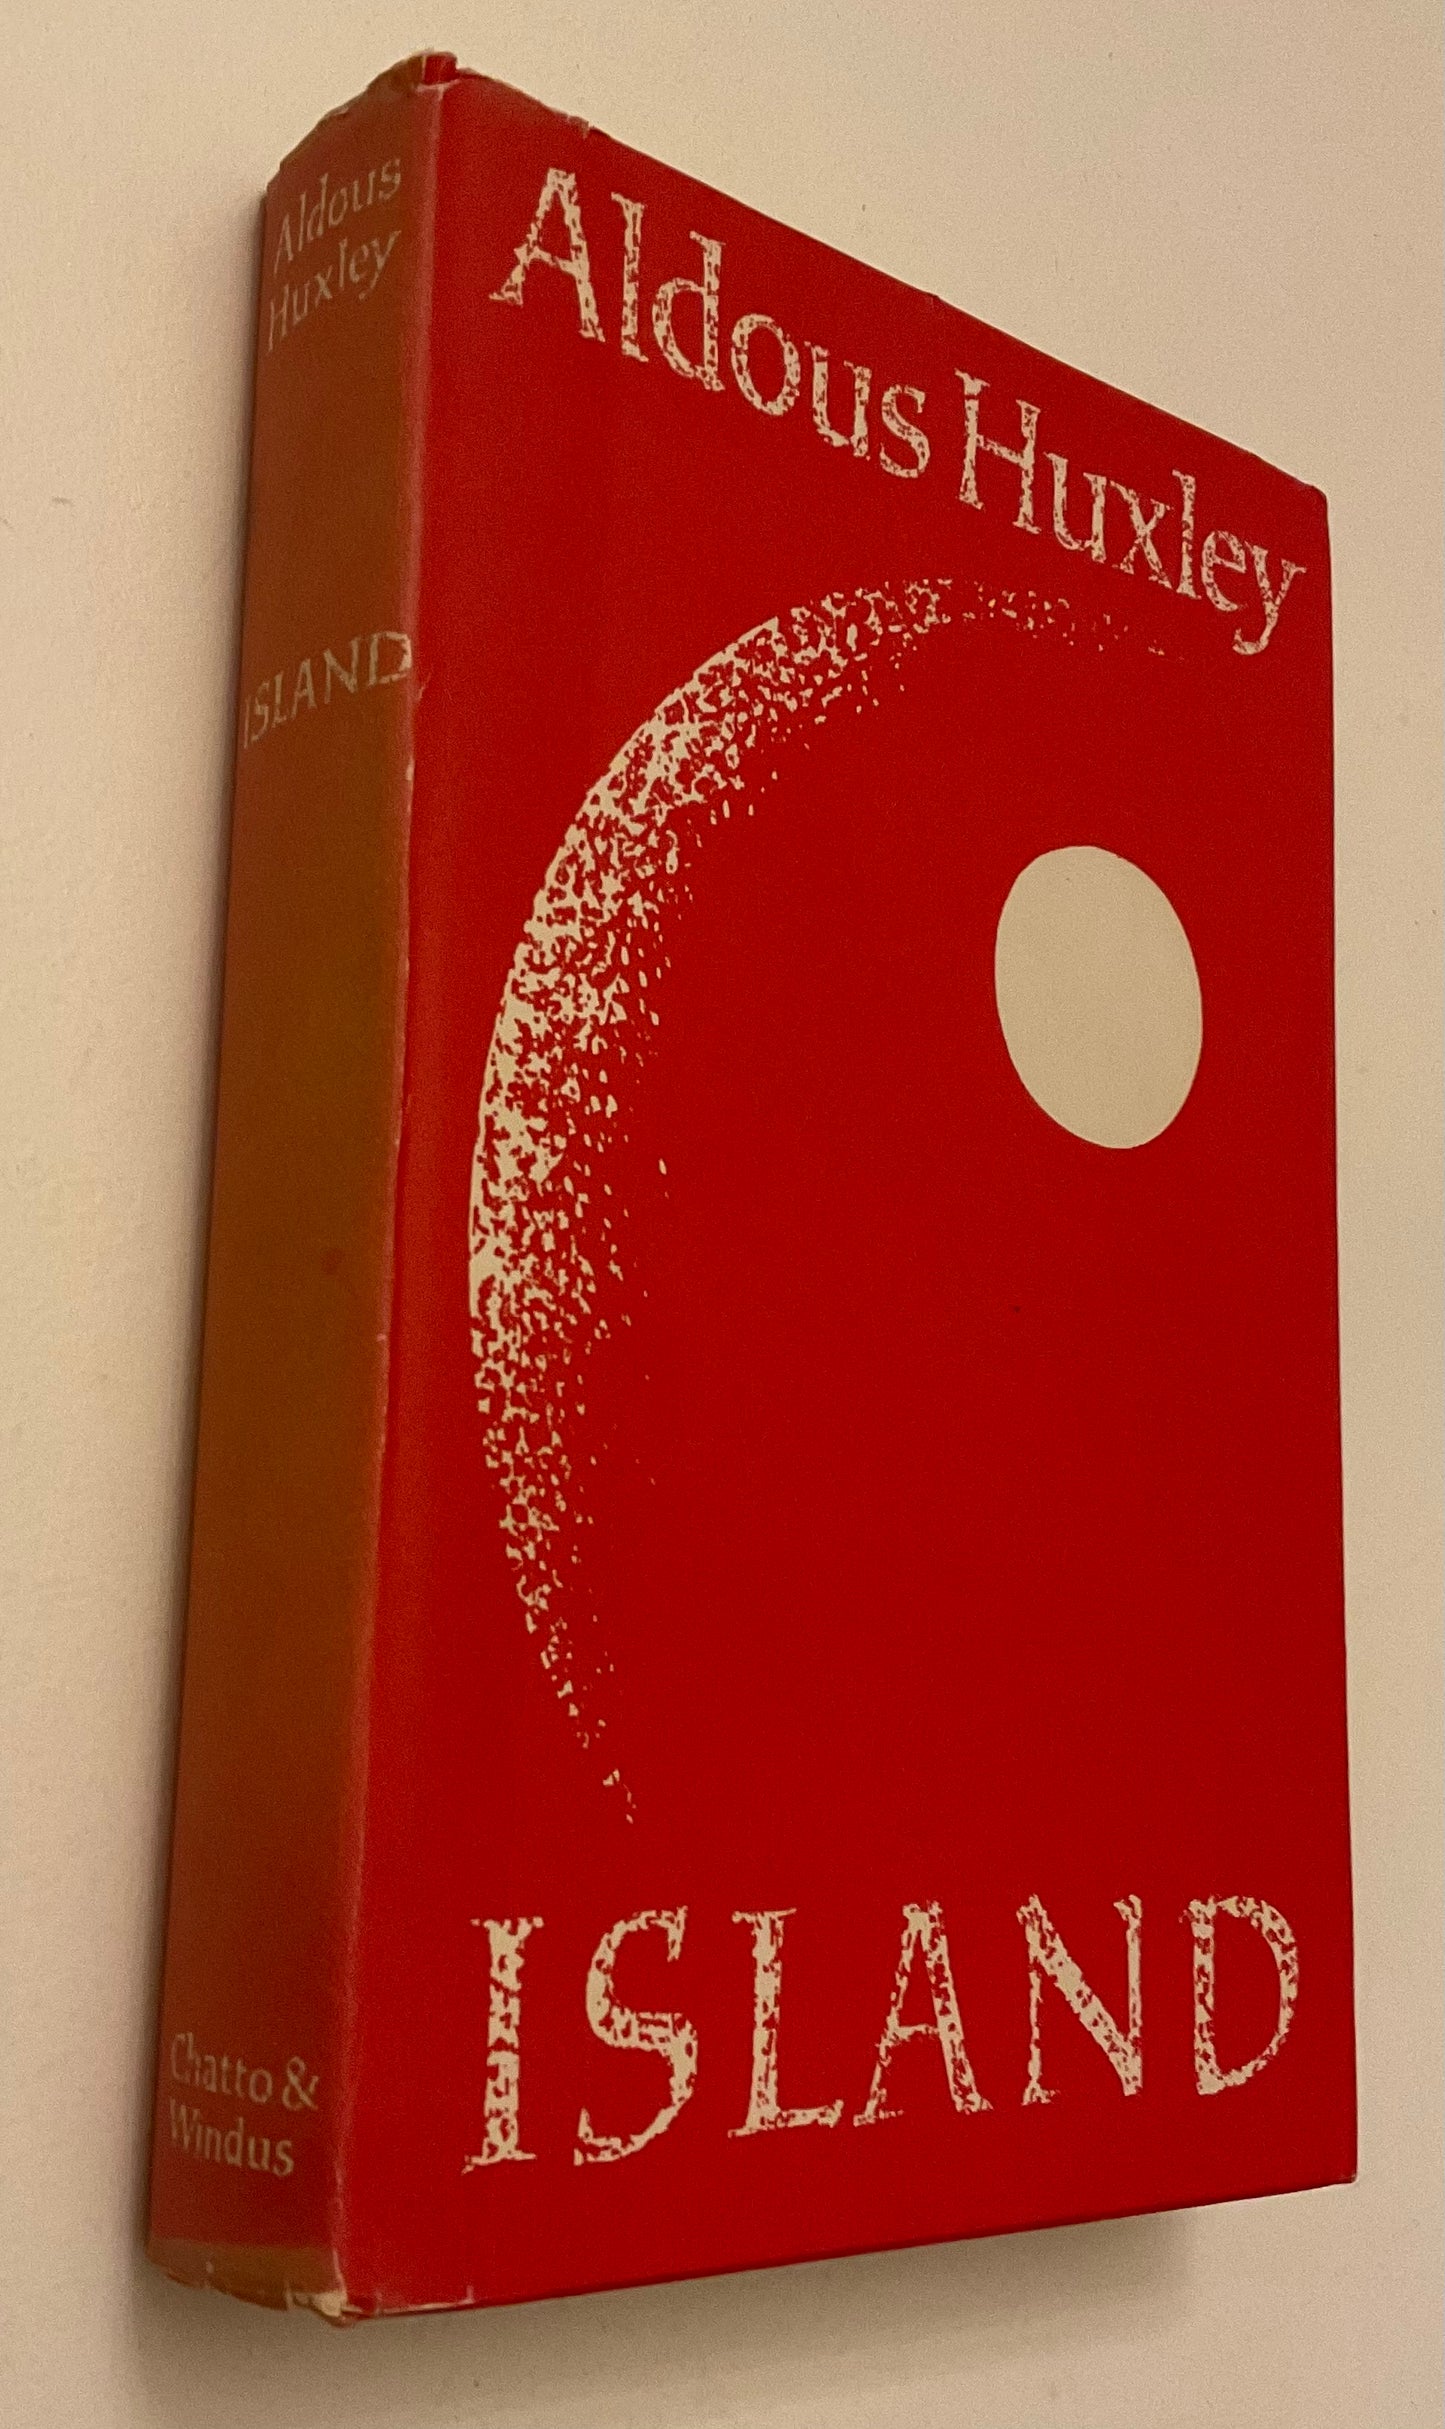 Aldous
Huxley
ISLAND
Chatto &
Windus
Aldous Huxley
ISLAND